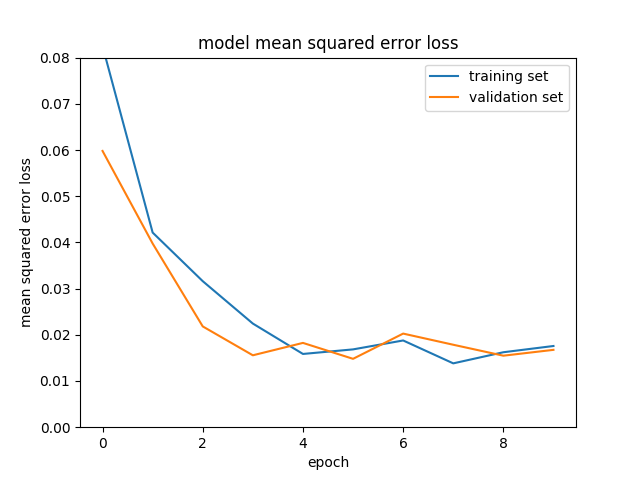 model mean squared error loss
training set
validation set
mean squared error loss
0.08
0.07
0.06
0.05
0.04
0.03
0.02
0.01
0.00
0 2 4 6 8
epoch